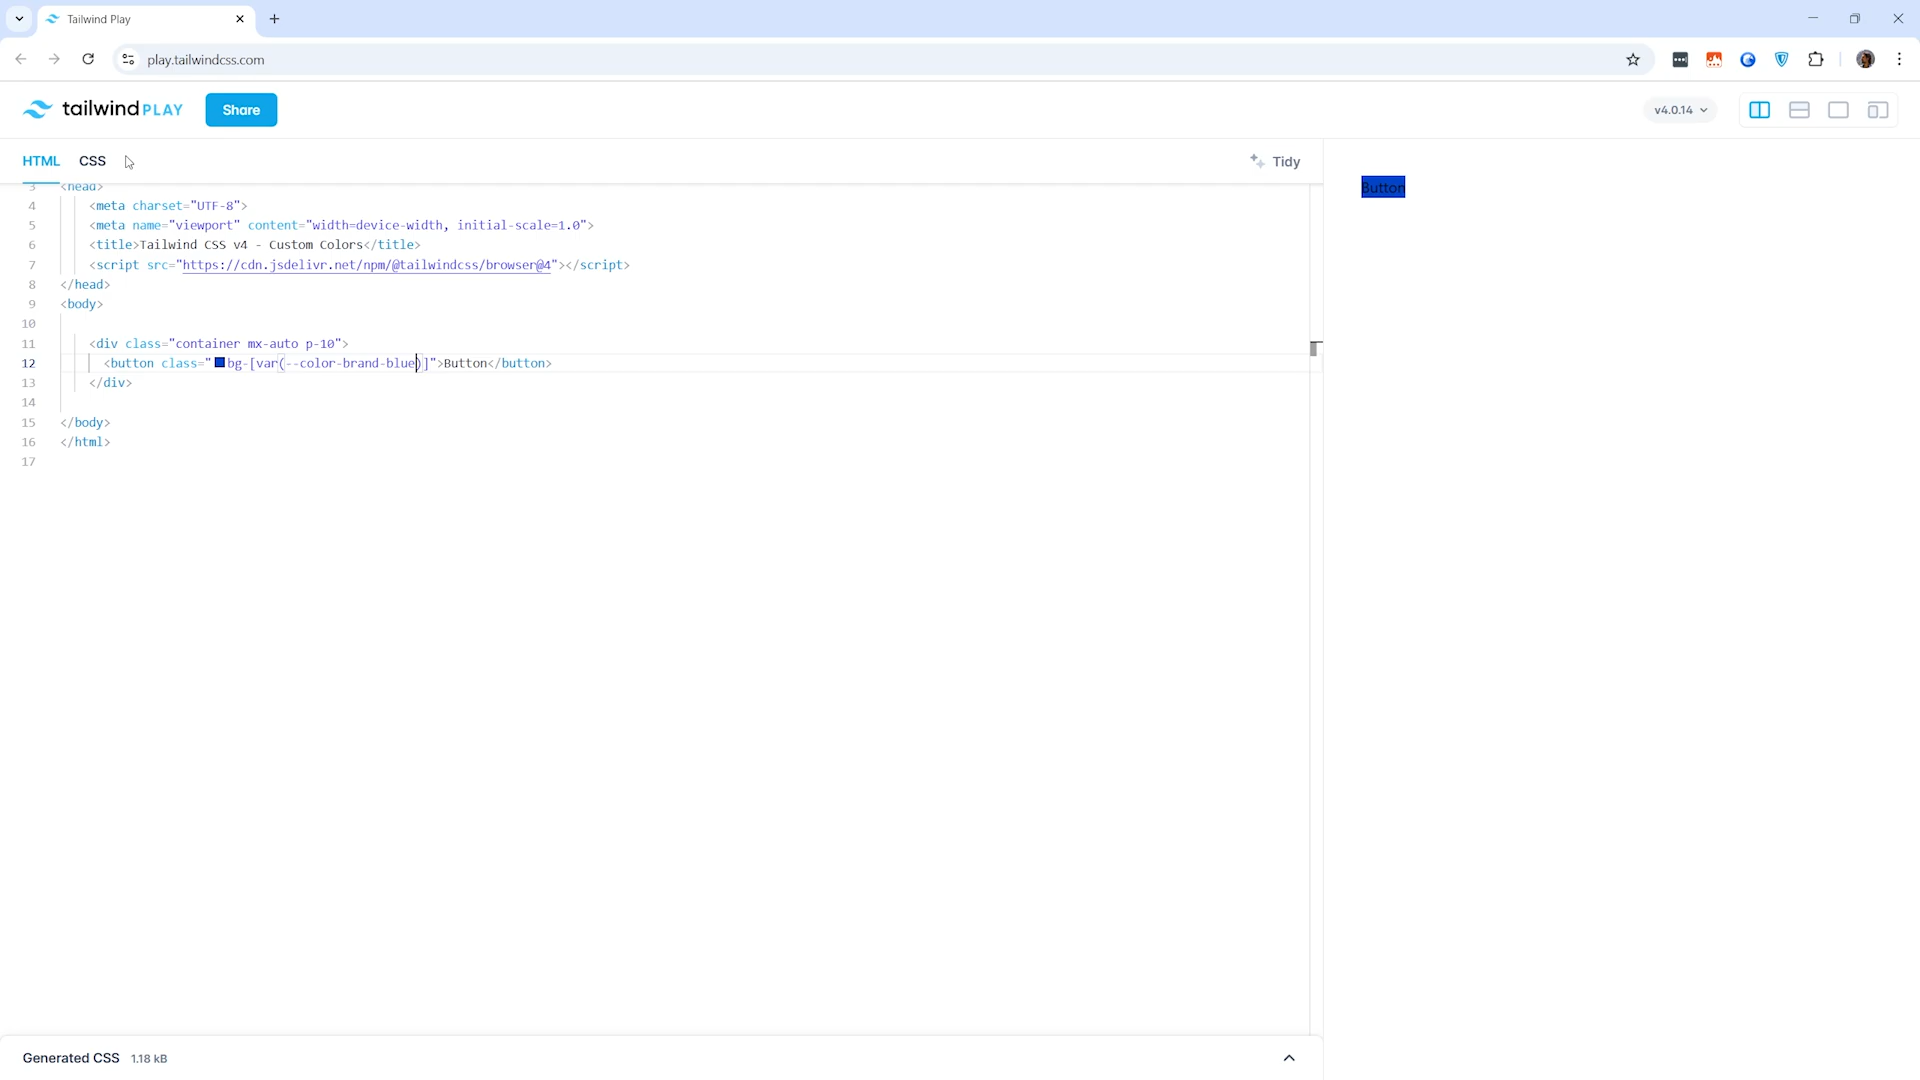 Tailwind Play
play.tailwindcss.com
tailwind PLAY
Share
v4.0.14
HTML CSS
Tidy
3 <head>
4 <meta charset="UTF-8">
5 <meta name="viewport" content="width=device-width, initial-scale=1.0">
6 <title>Tailwind CSS v4 - Custom Colors</title>
7 <script src="https://cdn.jsdelivr.net/npm/@tailwindcss/browser@4"></script>
8 </head>
9 <body>
10
11 <div class="container mx-auto p-10">
12 <button class="bg-[var(--color-brand-blue)]">Button</button>
13 </div>
14
15 </body>
16 </html>
17
Button
Generated CSS 1.18 kB